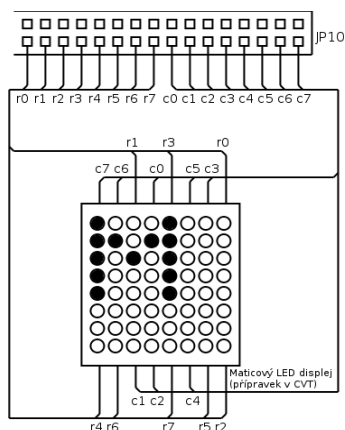 JP10
r0 r1 r2 r3 r4 r5 r6 r7 c0 c1 c2 c3 c4 c5 c6 c7
r1 r3 r0
c7 c6 c0 c5 c3
M
Maticový LED displej
(přípravek v CVT)
c1 c2 c4
r4 r6 r7 r5 r2